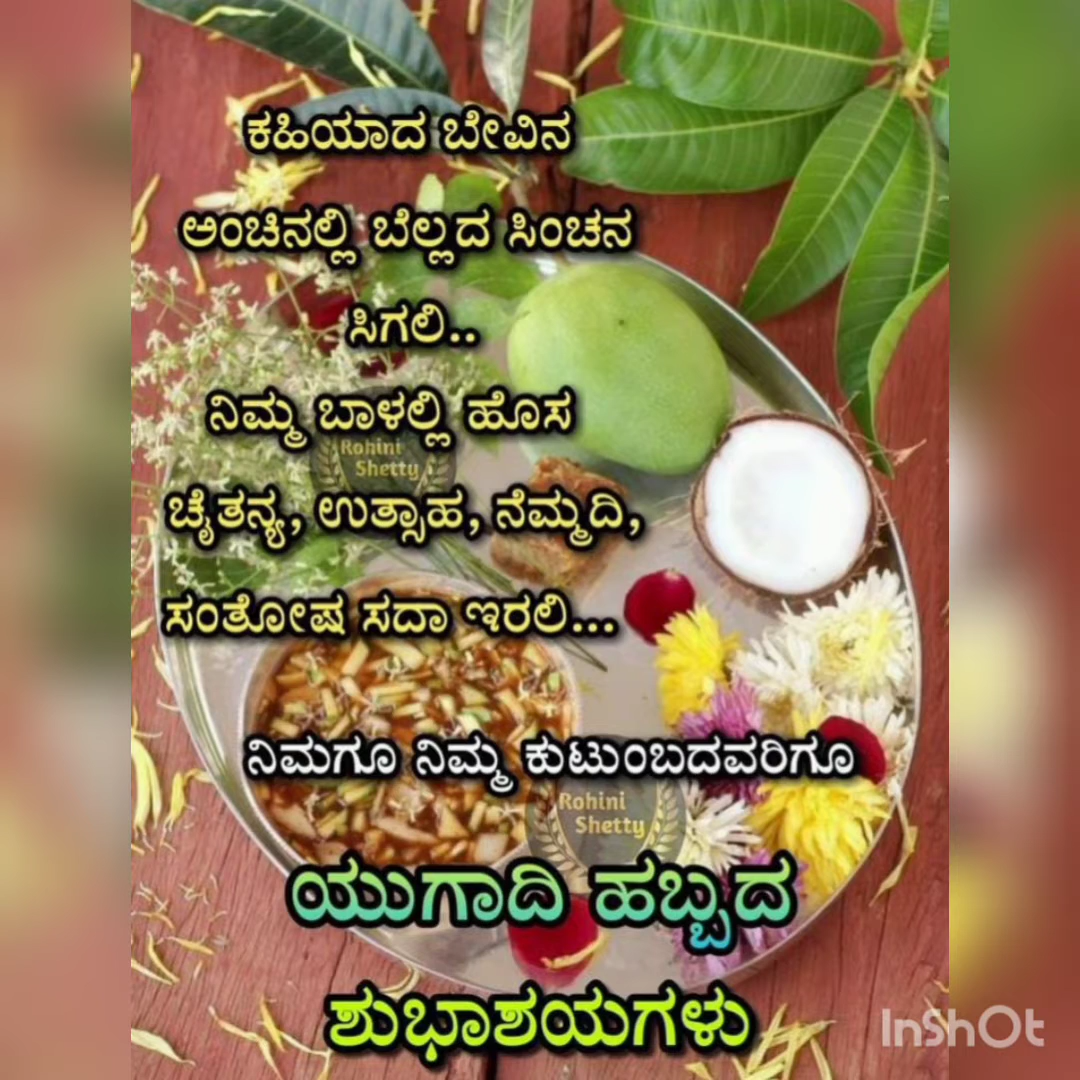 ಕಹಿಯಾದ ಬೇವಿನ
ಅಂಚಿನಲ್ಲಿ ಬೆಲ್ಲದ ಸಿಂಚನ
ಸಿಗಲಿ..
ನಿಮ್ಮ ಬಾಳಲ್ಲಿ ಹೊಸ
Rohini
Shetty
ಚೈತನ್ಯ, ಉತ್ಸಾಹ, ನೆಮ್ಮದಿ,
ಸಂತೋಷ ಸದಾ ಇರಲಿ...
ನಿಮಗೂ ನಿಮ್ಮ ಕುಟುಂಬದವರಿಗೂ
Rohini
Shetty
ಯುಗಾದಿ ಹಬ್ಬದ
ಶುಭಾಶಯಗಳು
InShOt